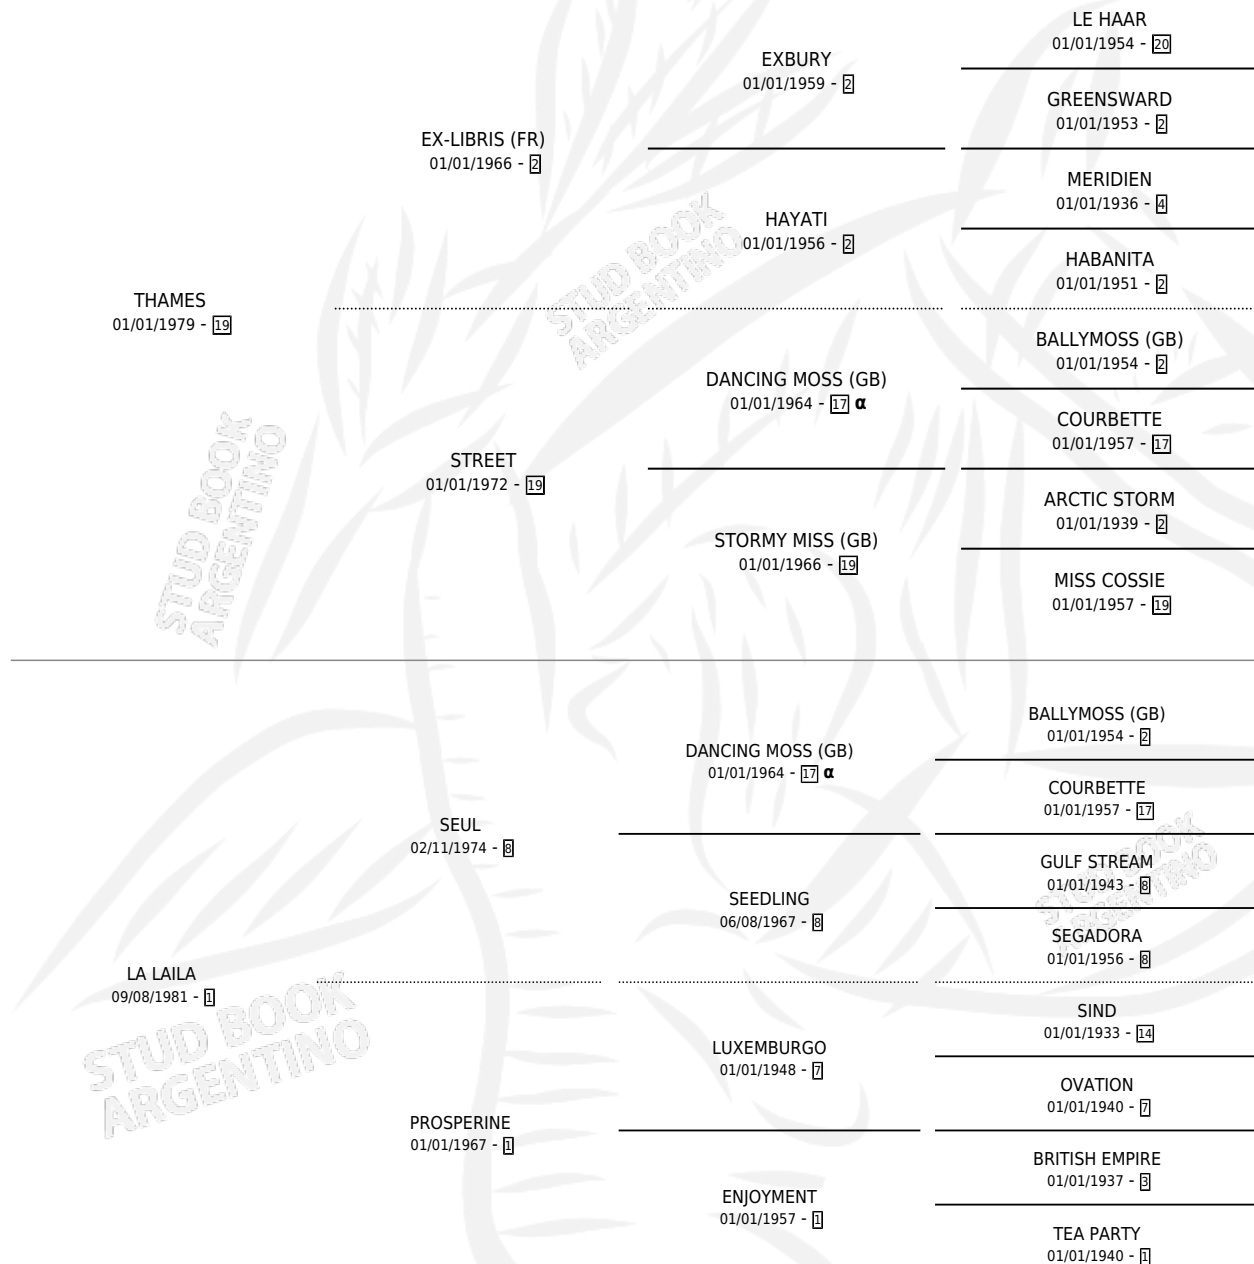 LE HAAR
01/01/1954 - 20
EXBURY
01/01/1959 - 2
GREENSWARD
01/01/1953 - 2
EX-LIBRIS (FR)
01/01/1966 - 2
MERIDIEN
01/01/1936 - 4
HAYATI
01/01/1956 - 2
HABANITA
01/01/1951 - 2
THAMES
01/01/1979 - 19
BALLYMOSS (GB)
01/01/1954 - 2
DANCING MOSS (GB)
01/01/1964 - 17 α
COURBETTE
01/01/1957 - 17
STREET
01/01/1972 - 19
ARCTIC STORM
01/01/1939 - 2
STORMY MISS (GB)
01/01/1966 - 19
MISS COSSIE
01/01/1957 - 19
STUD BOOK
ARGENTINO
STUD BOOK
ARGENTINO
BALLYMOSS (GB)
01/01/1954 - 2
DANCING MOSS (GB)
01/01/1964 - 17 α
COURBETTE
01/01/1957 - 17
SEUL
02/11/1974 - 8
GULF STREAM
01/01/1943 - 8
SEEDLING
06/08/1967 - 8
SEGADORA
01/01/1956 - 8
STUD BOOK
ARGENTINO
LA LAILA
09/08/1981 - 1
SIND
01/01/1933 - 14
LUXEMBURGO
01/01/1948 - 7
OVATION
01/01/1940 - 7
PROSPERINE
01/01/1967 - 1
BRITISH EMPIRE
01/01/1937 - 3
ENJOYMENT
01/01/1957 - 1
TEA PARTY
01/01/1940 - 1
STUD BOOK
ARGENTINO